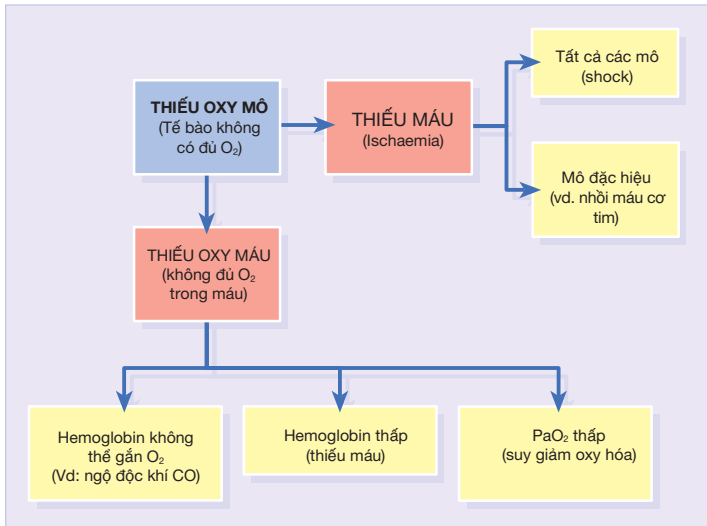 THIẾU OXY MÔ
(Tế bào không
có đủ O₂)
THIẾU MÁU
(Ischaemia)
Tất cả các mô
(shock)
Mô đặc hiệu
(vd. nhồi máu cơ
tim)
THIẾU OXY MÁU
(không đủ O₂
trong máu)
Hemoglobin không
thể gắn O₂
(Vd: ngộ độc khí CO)
Hemoglobin thấp
(thiếu máu)
PaO₂ thấp
(suy giảm oxy hóa)